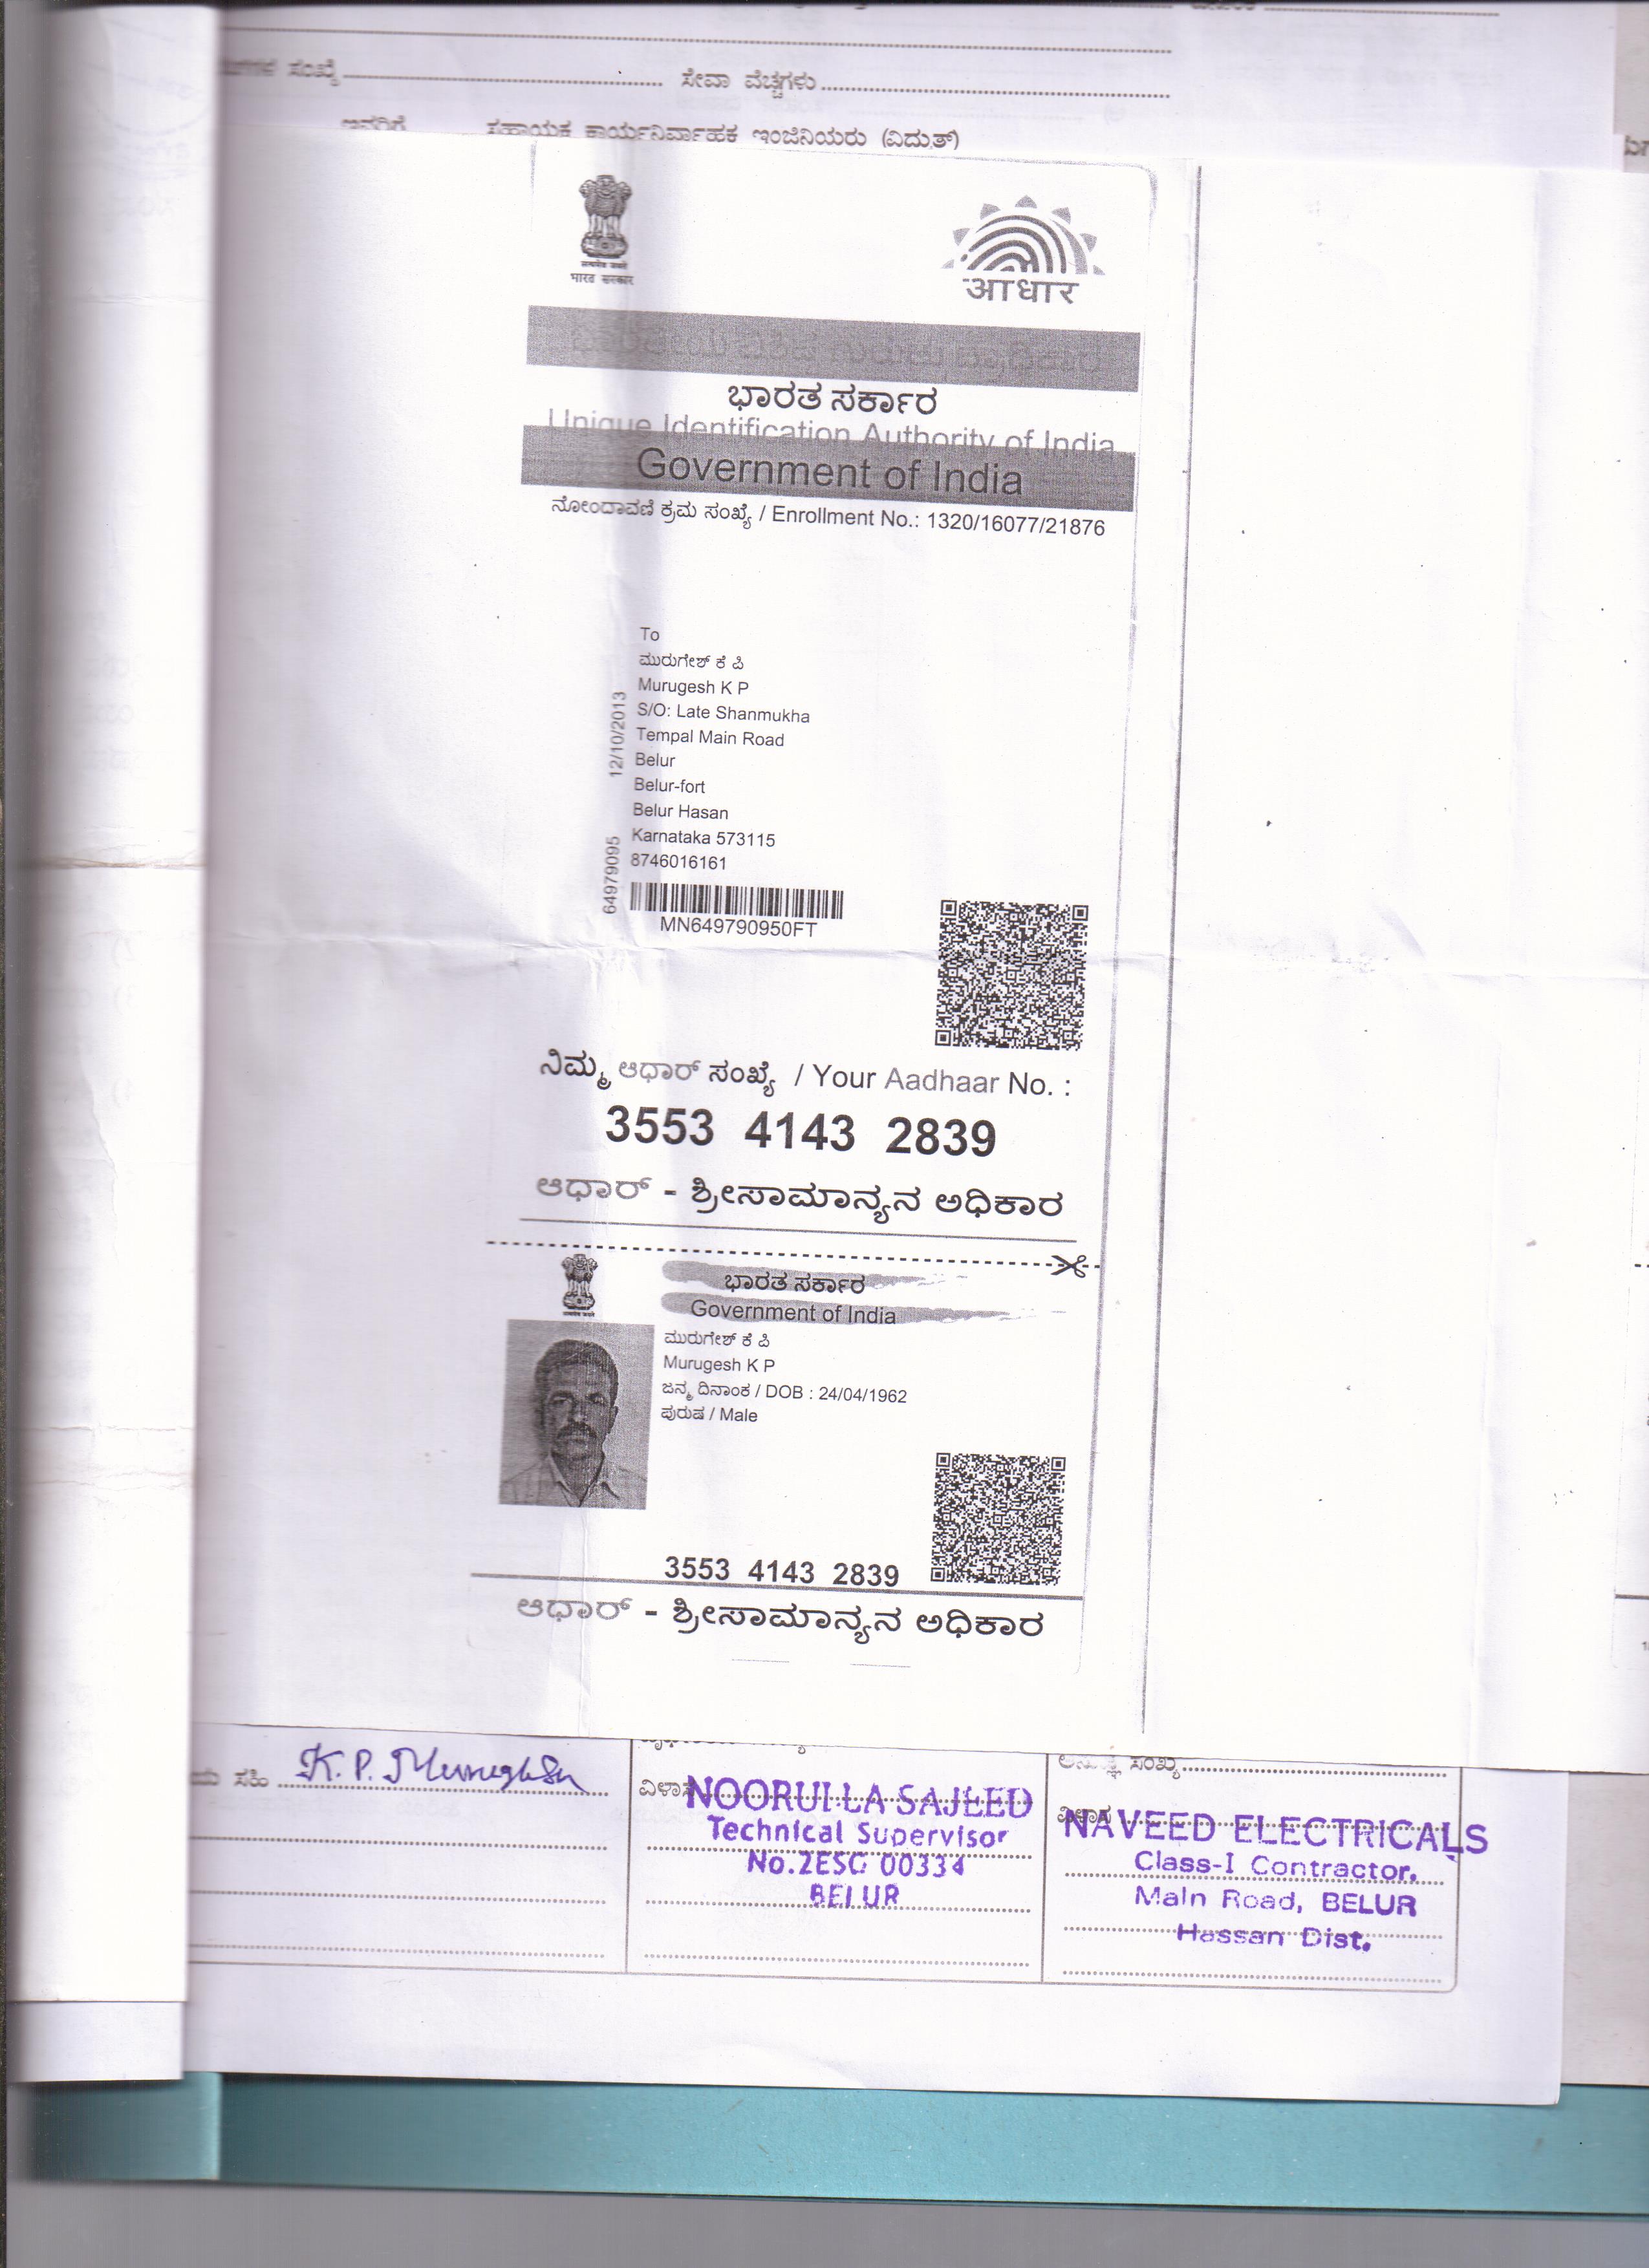 ಸಂಖ್ಯೆ ಸೇವಾ ವೆಚ್ಚಗಳು
ಸಹಾಯಕ ಕಾರ್ಯನಿರ್ವಾಹಕ ಇಂಜಿನಿಯರು (ವಿದ್ಯುತ್)
भारत सरकार
आधार
ಭಾರತೀಯ ವಿಶಿಷ್ಟ ಗುರುತು ಪ್ರಾಧಿಕಾರ
ಭಾರತ ಸರ್ಕಾರ
Unique Identification Authority of India
Government of India
ನೋಂದಾವಣೆ ಕ್ರಮ ಸಂಖ್ಯೆ / Enrollment No.: 1320/16077/21876
To
ಮುರುಗೇಶ್ ಕೆ ಪಿ
Murugesh K P
S/O: Late Shanmukha
Tempal Main Road
Belur
Belur-fort
Belur Hasan
Karnataka 573115
8746016161
12/10/2013
64979095
MN649790950FT
ನಿಮ್ಮ ಆಧಾರ್ ಸಂಖ್ಯೆ / Your Aadhaar No. :
3553 4143 2839
ಆಧಾರ್ - ಶ್ರೀಸಾಮಾನ್ಯನ ಅಧಿಕಾರ
ಭಾರತ ಸರ್ಕಾರ
Government of India
ಮುರುಗೇಶ್ ಕೆ ಪಿ
Murugesh K P
ಜನ್ಮ ದಿನಾಂಕ / DOB : 24/04/1962
ಪುರುಷ / Male
3553 4143 2839
ಆಧಾರ್ - ಶ್ರೀಸಾಮಾನ್ಯನ ಅಧಿಕಾರ
ಸಹಿ K. P. Murugesh
ವಿಳಾಸ NOORULLA SAJEED
Technical Supervisor
No.2ESG 00334
BELUR
ಸಂಖ್ಯೆ
ವಿಳಾಸ NAVEED ELECTRICALS
Class-I Contractor.
Main Road, BELUR
Hassan Dist.